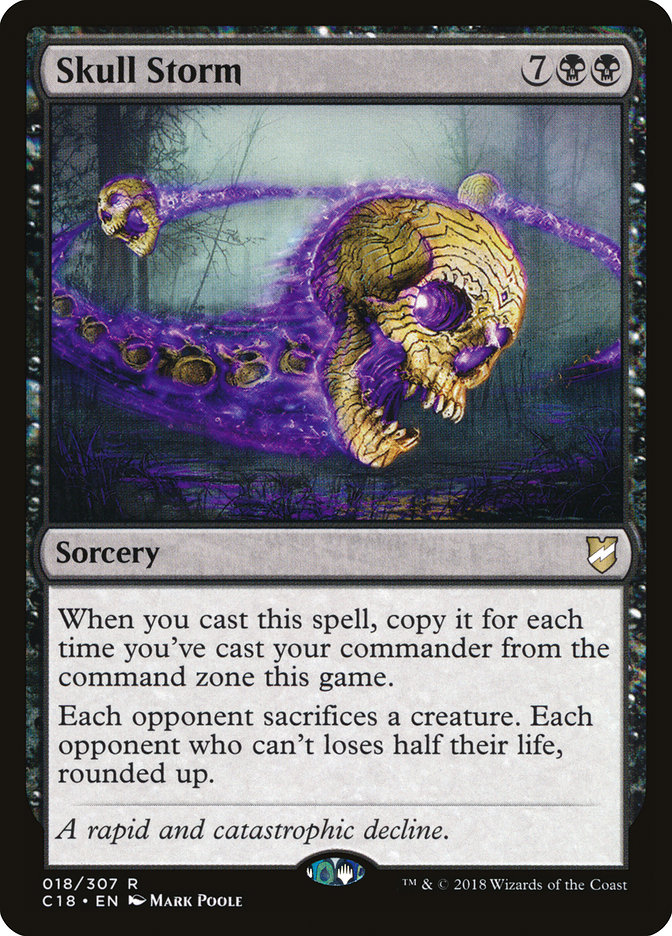 Skull Storm 7
Sorcery
When you cast this spell, copy it for each
time you've cast your commander from the
command zone this game.
Each opponent sacrifices a creature. Each
opponent who can't loses half their life,
rounded up.
A rapid and catastrophic decline.
018/307 R
C18 • EN Mark Poole
™ & © 2018 Wizards of the Coast